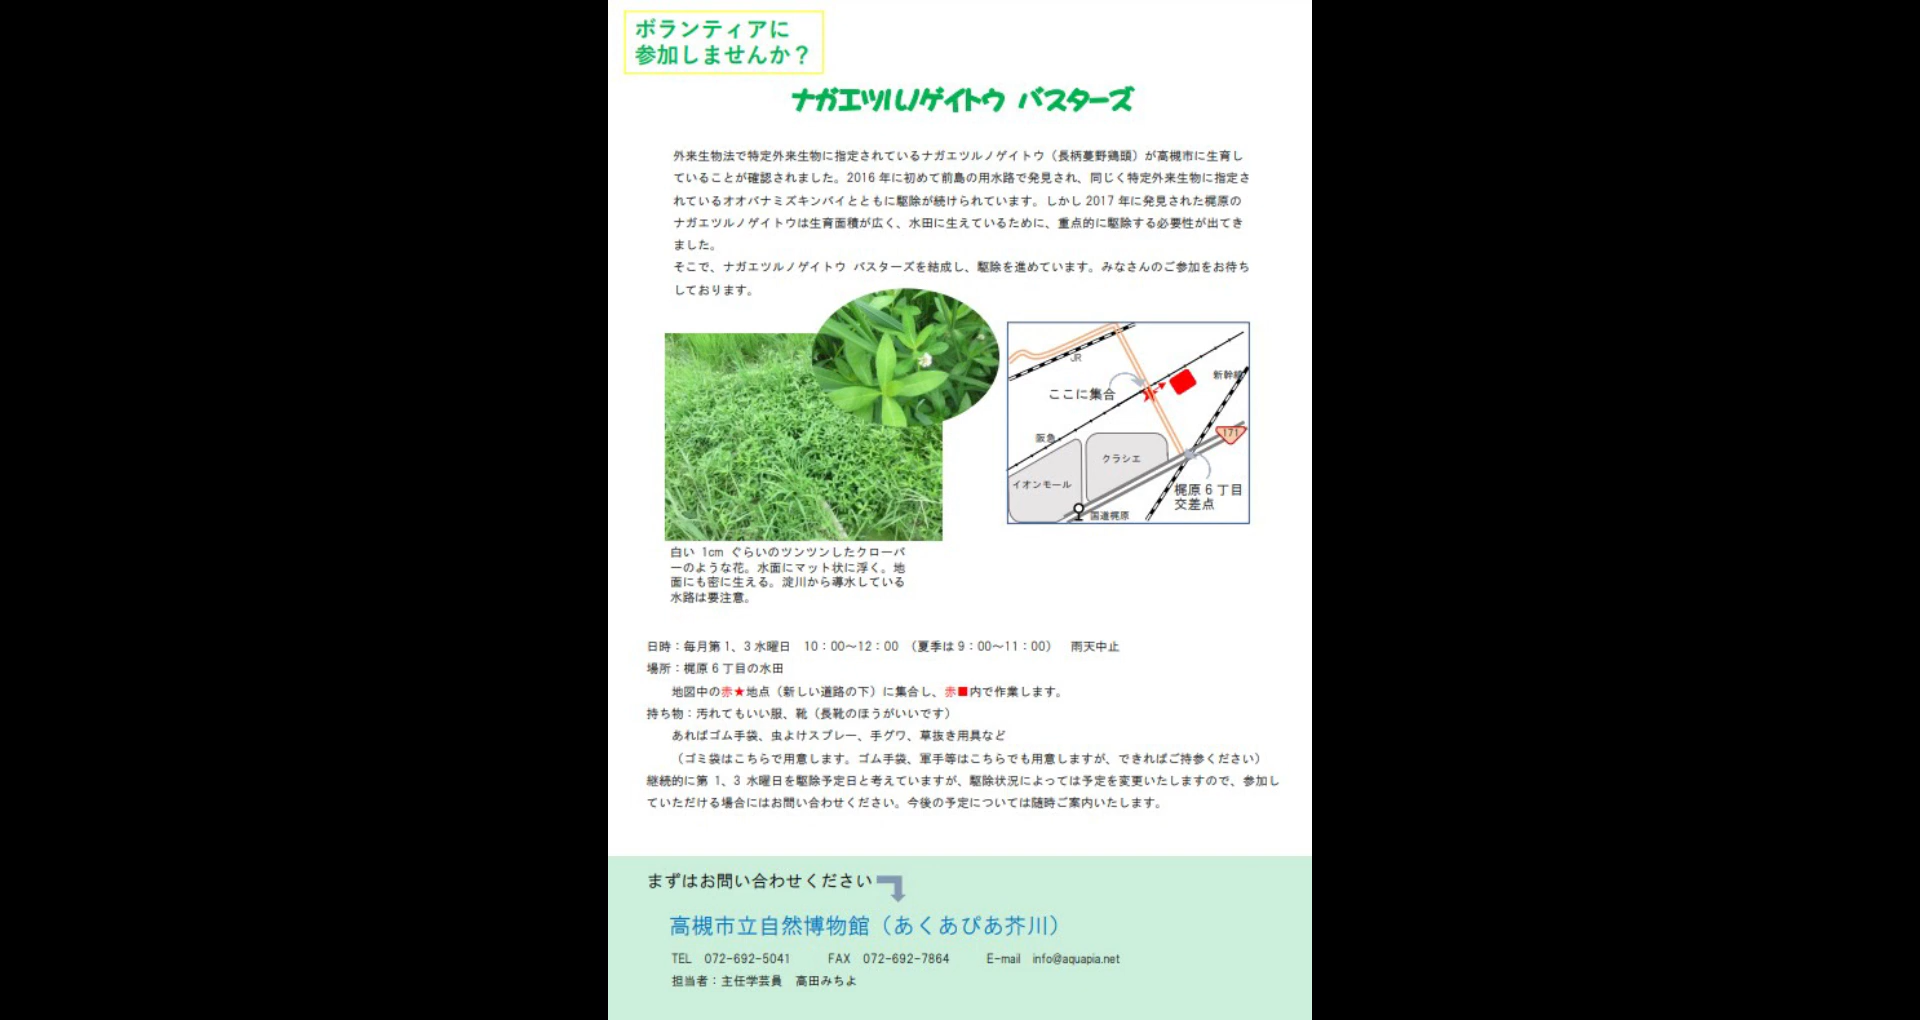 ボランティアに
参加しませんか？
ナガエツルノゲイトウ バスターズ
外来生物法で特定外来生物に指定されているナガエツルノゲイトウ（長柄蔓野鶏頭）が高槻市に生育し
ていることが確認されました。2016 年に初めて前島の用水路で発見され、同じく特定外来生物に指定さ
れているオオバナミズキンバイとともに駆除が続けられています。しかし 2017 年に発見された梶原の
ナガエツルノゲイトウは生育面積が広く、水田に生えているために、重点的に駆除する必要性が出てき
ました。
そこで、ナガエツルノゲイトウ バスターズを結成し、駆除を進めています。みなさんのご参加をお待ち
しております。
JR
新幹線
ここに集合
阪急
171
クラシエ
イオンモール
梶原６丁目
交差点
国道梶原
白い 1cm ぐらいのツンツンしたクローバ
ーのような花。水面にマット状に浮く。地
面にも密に生える。淀川から導水している
水路は要注意。
日時：毎月第１、３水曜日　10：00～12：00 （夏季は９：00～11：00）　雨天中止
場所：梶原６丁目の水田
地図中の赤★地点（新しい道路の下）に集合し、赤■内で作業します。
持ち物：汚れてもいい服、靴（長靴のほうがいいです）
あればゴム手袋、虫よけスプレー、手グワ、草抜き用具など
（ゴミ袋はこちらで用意します。ゴム手袋、軍手等はこちらでも用意しますが、できればご持参ください）
継続的に第 1、3 水曜日を駆除予定日と考えていますが、駆除状況によっては予定を変更いたしますので、参加し
ていただける場合にはお問い合わせください。今後の予定については随時ご案内いたします。
まずはお問い合わせください
高槻市立自然博物館（あくあぴあ芥川）
TEL　072-692-5041　　　FAX　072-692-7864　　　E-mail　info@aquapia.net
担当者：主任学芸員　高田みちよ